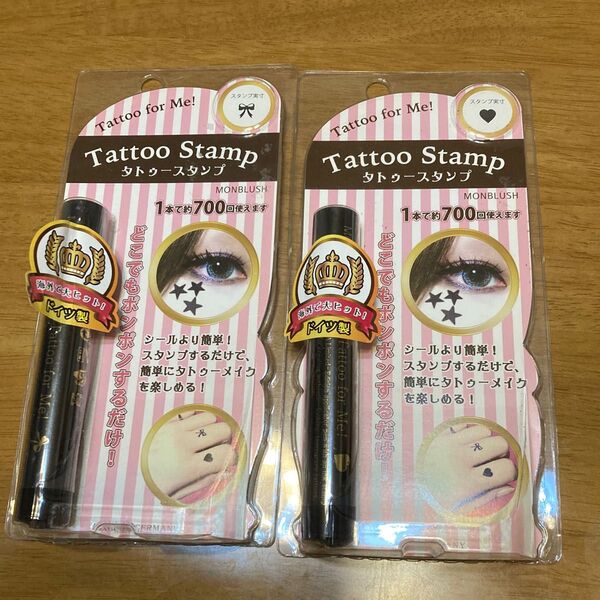 Tattoo for Me!
スタンプ実寸
Tattoo Stamp
タトゥースタンプ
MONBLUSH
1本で約700回使えます
どこでもポンポンするだけ!
海外で大ヒット!
ドイツ製
シールより簡単!
スタンプするだけで、
簡単にタトゥーメイク
を楽しめる!
Tattoo for Me!
GERMANY
Tattoo for Me!
スタンプ実寸
Tattoo Stamp
タトゥースタンプ
MONBLUSH
1本で約700回使えます
どこでもポンポンするだけ!
海外で大ヒット!
ドイツ製
シールより簡単!
スタンプするだけで、
簡単にタトゥーメイク
を楽しめる!
Tattoo for Me!